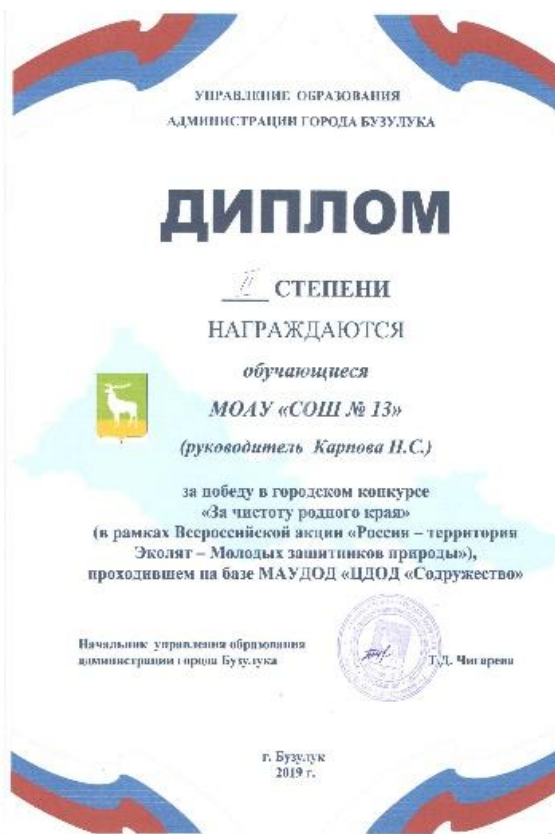 УПРАВЛЕНИЕ ОБРАЗОВАНИЯ
АДМИНИСТРАЦИИ ГОРОДА БУЗУЛУКА
ДИПЛОМ
II СТЕПЕНИ
НАГРАЖДАЮТСЯ
обучающиеся
МОАУ «СОШ № 13»
(руководитель Карпова Н.С.)
за победу в городском конкурсе
«За чистоту родного края»
(в рамках Всероссийской акции «Россия – территория
Эколят – Молодых защитников природы»),
проходившем на базе МАУДОД «ЦДОД «Содружество»
Начальник управления образования
администрации города Бузулука
Т.Д. Чигарева
г. Бузулук
2019 г.